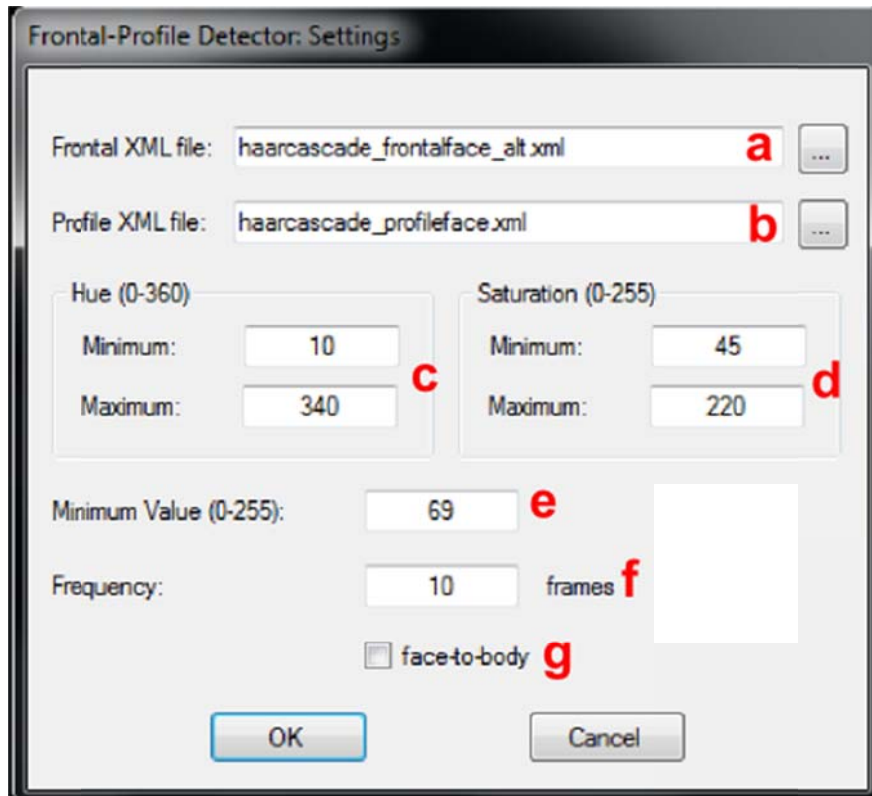 Frontal-Profile Detector: Settings
Frontal XML file: haarcascade_frontalface_alt.xml a ...
Profile XML file: haarcascade_profileface.xml b ...
Hue (0-360) Saturation (0-255)
Minimum: 10 Minimum: 45
c d
Maximum: 340 Maximum: 220
Minimum Value (0-255): 69 e
Frequency: 10 frames f
face-to-body g
OK Cancel